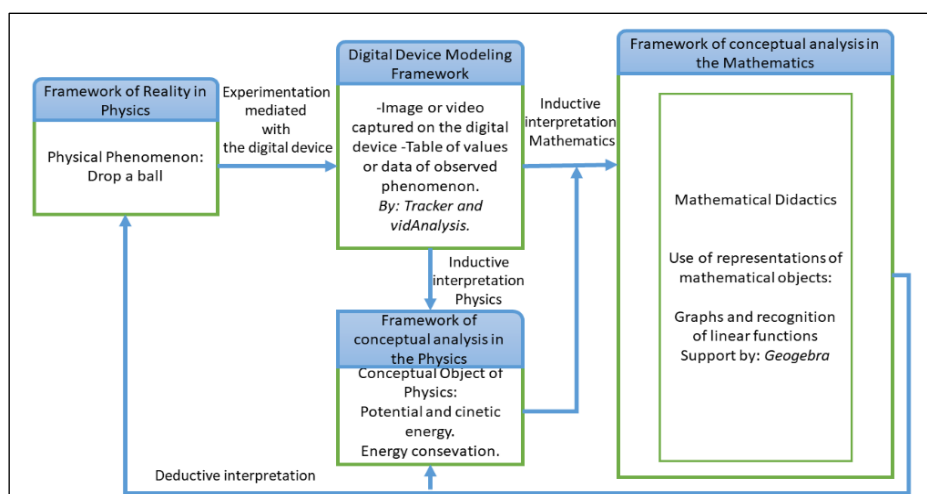 Framework of Reality in
Physics
Physical Phenomenon:
Drop a ball
Experimentation
mediated
with
the digital device
Digital Device Modeling
Framework
-Image or video
captured on the digital
device -Table of values
or data of observed
phenomenon.
By: Tracker and
vidAnalysis.
Inductive
interpretation
Mathematics
Inductive
interpretation
Physics
Framework of
conceptual analysis in
the Physics
Conceptual Object of
Physics:
Potential and cinetic
energy.
Energy consevation.
Framework of conceptual analysis in
the Mathematics
Mathematical Didactics
Use of representations of
mathematical objects:
Graphs and recognition
of linear functions
Support by: Geogebra
Deductive interpretation